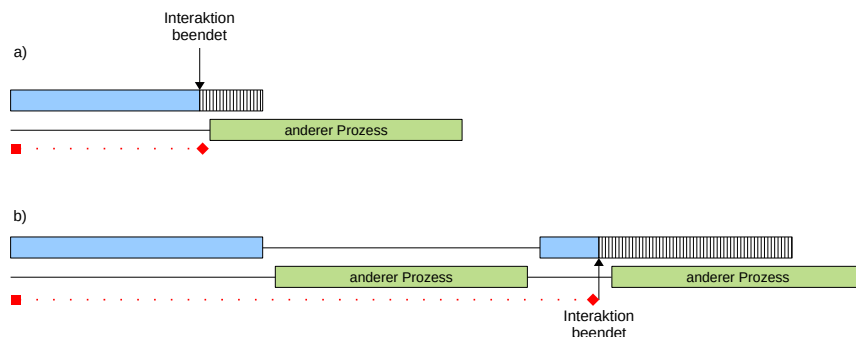 Interaktion
beendet
a)
anderer Prozess
b)
anderer Prozess
anderer Prozess
Interaktion
beendet